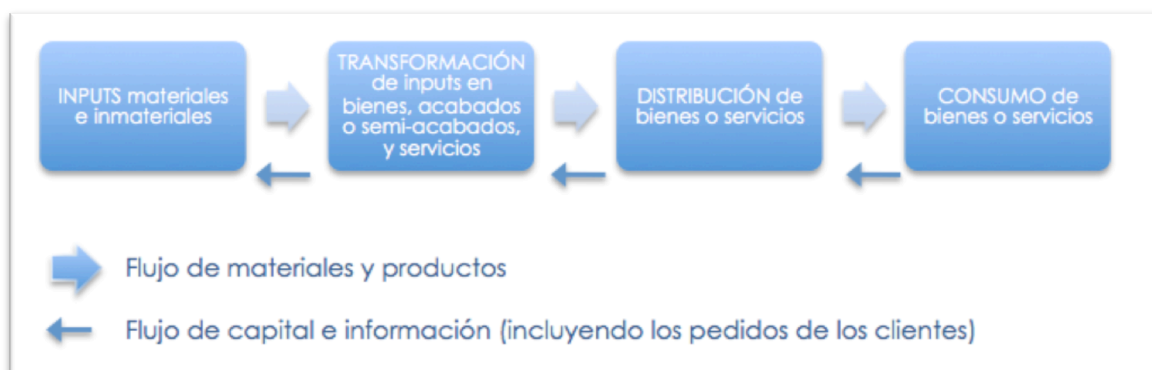 INPUTS materiales
e inmateriales
TRANSFORMACIÓN
de inputs en
bienes, acabados
o semi-acabados,
y servicios
DISTRIBUCIÓN de
bienes o servicios
CONSUMO de
bienes o servicios
Flujo de materiales y productos
Flujo de capital e información (incluyendo los pedidos de los clientes)